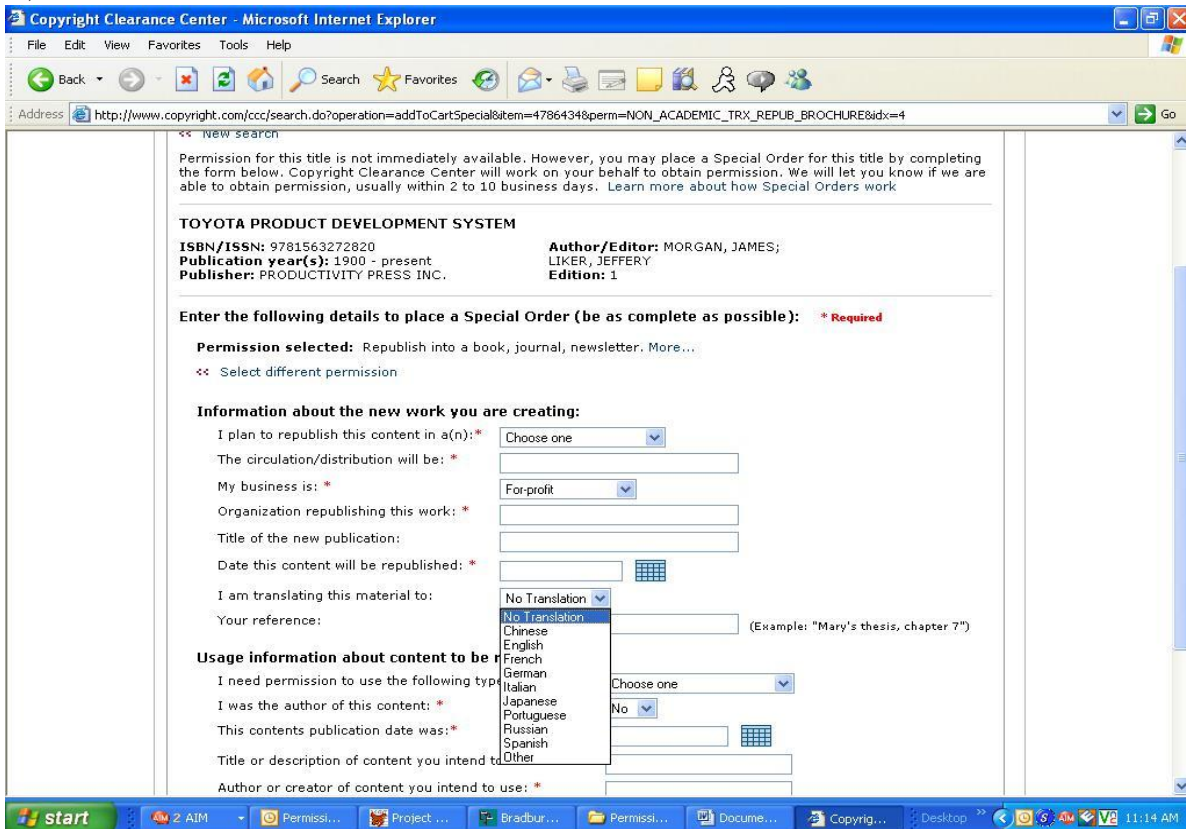 Copyright Clearance Center - Microsoft Internet Explorer
File Edit View Favorites Tools Help
Back Search Favorites
Address http://www.copyright.com/ccc/search.do?operation=addToCartSpecial&item=4786434&perm=NON_ACADEMIC_TRX_REPUB_BROCHURE&idx=4 Go
<< New search
Permission for this title is not immediately available. However, you may place a Special Order for this title by completing
the form below. Copyright Clearance Center will work on your behalf to obtain permission. We will let you know if we are
able to obtain permission, usually within 2 to 10 business days. Learn more about how Special Orders work
TOYOTA PRODUCT DEVELOPMENT SYSTEM
ISBN/ISSN: 9781563272820 Author/Editor: MORGAN, JAMES;
Publication year(s): 1900 - present LIKER, JEFFERY
Publisher: PRODUCTIVITY PRESS INC. Edition: 1
Enter the following details to place a Special Order (be as complete as possible): * Required
Permission selected: Republish into a book, journal, newsletter. More...
<< Select different permission
Information about the new work you are creating:
I plan to republish this content in a(n):* Choose one
The circulation/distribution will be: *
My business is: * For-profit
Organization republishing this work: *
Title of the new publication:
Date this content will be republished: *
I am translating this material to: No Translation
No Translation
Your reference: (Example: "Mary's thesis, chapter 7")
Chinese
English
Usage information about content to be r
French
German
I need permission to use the following type Choose one
Italian
Japanese
I was the author of this content: * No
Portuguese
Russian
This contents publication date was:*
Spanish
Other
Title or description of content you intend t
Author or creator of content you intend to use: *
start 2 AIM Permissi... Project ... Bradbur... Permissi... Docume... Copyrig... Desktop » 11:14 AM